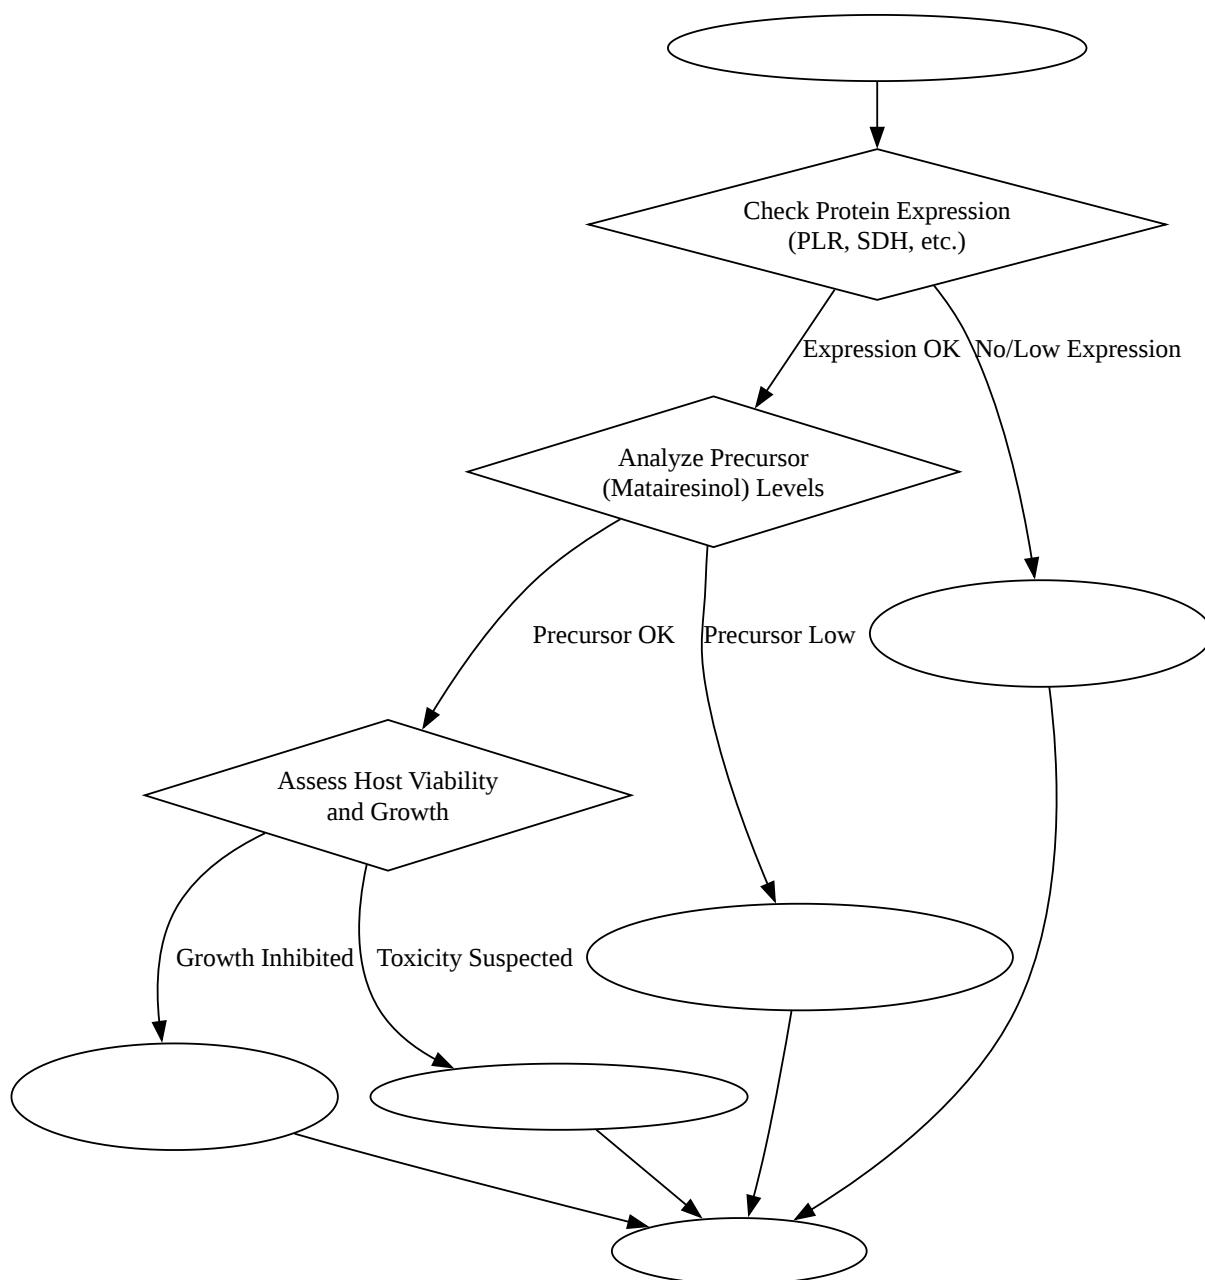 Check Protein Expression
(PLR, SDH, etc.)
Expression OK
No/Low Expression
Analyze Precursor
(Matairesinol) Levels
Precursor OK
Precursor Low
Assess Host Viability
and Growth
Growth Inhibited
Toxicity Suspected